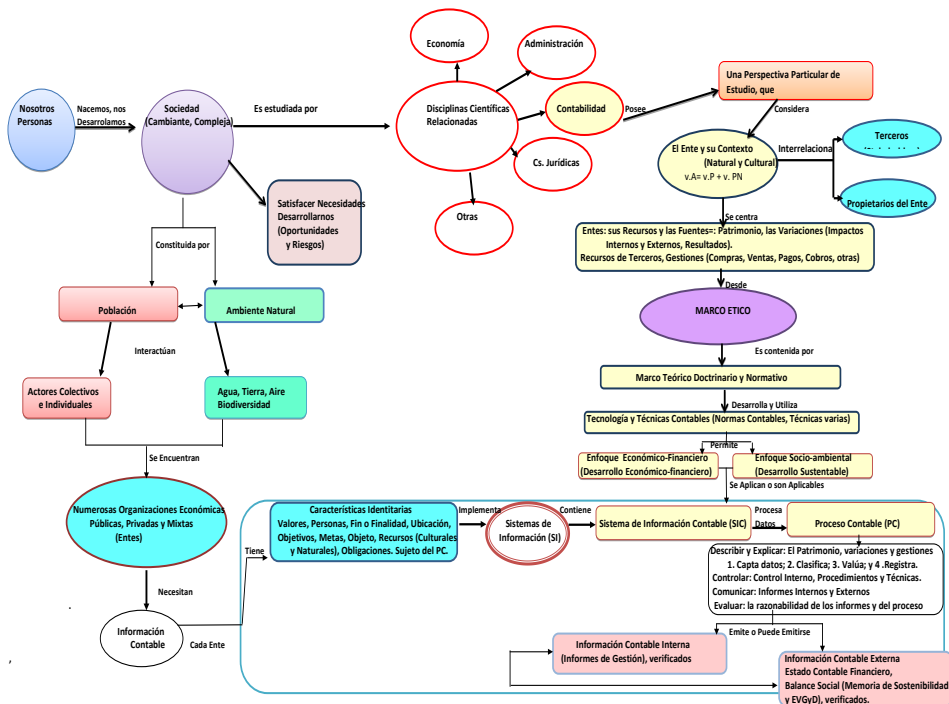 Nosotros
Personas
Nacemos, nos
Desarrolamos
Sociedad
(Cambiante, Compleja)
Es estudiada por
Economía
Administración
Disciplinas Científicas
Relacionadas
Contabilidad
Posee
Cs. Jurídicas
Otras
Una Perspectiva Particular de
Estudio, que
Considera
El Ente y su Contexto
(Natural y Cultural
v.A= v.P + v. PN
Interrelaciona
Terceros
Propietarios del Ente
Satisfacer Necesidades
Desarrollarnos
(Oportunidades
y Riesgos)
Se centra
Entes: sus Recursos y las Fuentes=: Patrimonio, las Variaciones (Impactos
Internos y Externos, Resultados).
Recursos de Terceros, Gestiones (Compras, Ventas, Pagos, Cobros, otras)
Constituida por
Desde
Población
Ambiente Natural
MARCO ETICO
Interactúan
Es contenida por
Actores Colectivos
e Individuales
Agua, Tierra, Aire
Biodiversidad
Marco Teórico Doctrinario y Normativo
Desarrolla y Utiliza
Tecnología y Técnicas Contables (Normas Contables, Técnicas varias)
Permite
Se Encuentran
Enfoque Económico-Financiero
(Desarrollo Económico-financiero)
Enfoque Socio-ambiental
(Desarrollo Sustentable)
Se Aplican o son Aplicables
Numerosas Organizaciones Económicas
Públicas, Privadas y Mixtas
(Entes)
Tiene
Características Identitarias
Valores, Personas, Fin o Finalidad, Ubicación,
Objetivos, Metas, Objeto, Recursos (Culturales
y Naturales), Obligaciones. Sujeto del PC.
Implementa
Sistemas de
Información (SI)
Contiene
Sistema de Información Contable (SIC)
Procesa
Datos
Proceso Contable (PC)
Describir y Explicar: El Patrimonio, variaciones y gestiones
1. Capta datos; 2. Clasifica; 3. Valúa; y 4 .Registra.
Controlar: Control Interno, Procedimientos y Técnicas.
Comunicar: Informes Internos y Externos
Evaluar: la razonabilidad de los informes y del proceso
Necesitan
Información
Contable
Cada Ente
Emite o Puede Emitirse
Información Contable Interna
(Informes de Gestión), verificados
Información Contable Externa
Estado Contable Financiero,
Balance Social (Memoria de Sostenibilidad
y EVGyD), verificados.